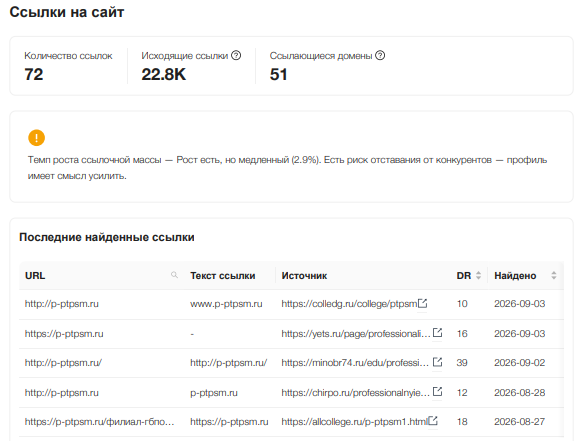 Ссылки на сайт
Количество ссылок Исходящие ссылки Ссылающиеся домены
72 22.8K 51
Темп роста ссылочной массы — Рост есть, но медленный (2.9%). Есть риск отставания от конкурентов — профиль
имеет смысл усилить.
Последние найденные ссылки
URL Текст ссылки Источник DR Найдено
http://p-ptpsm.ru www.p-ptpsm.ru https://colledg.ru/college/ptpsm 10 2026-09-03
https://p-ptpsm.ru - https://yets.ru/page/professionali... 16 2026-09-03
http://p-ptpsm.ru/ http://p-ptpsm.ru/ https://minobr74.ru/edu/professi... 39 2026-09-02
http://p-ptpsm.ru p-ptpsm.ru https://chirpo.ru/professionalnyie... 12 2026-08-28
https://p-ptpsm.ru/филиал-гбпо... https://p-ptpsm.ru https://allcollege.ru/p-ptpsm1.html 18 2026-08-27